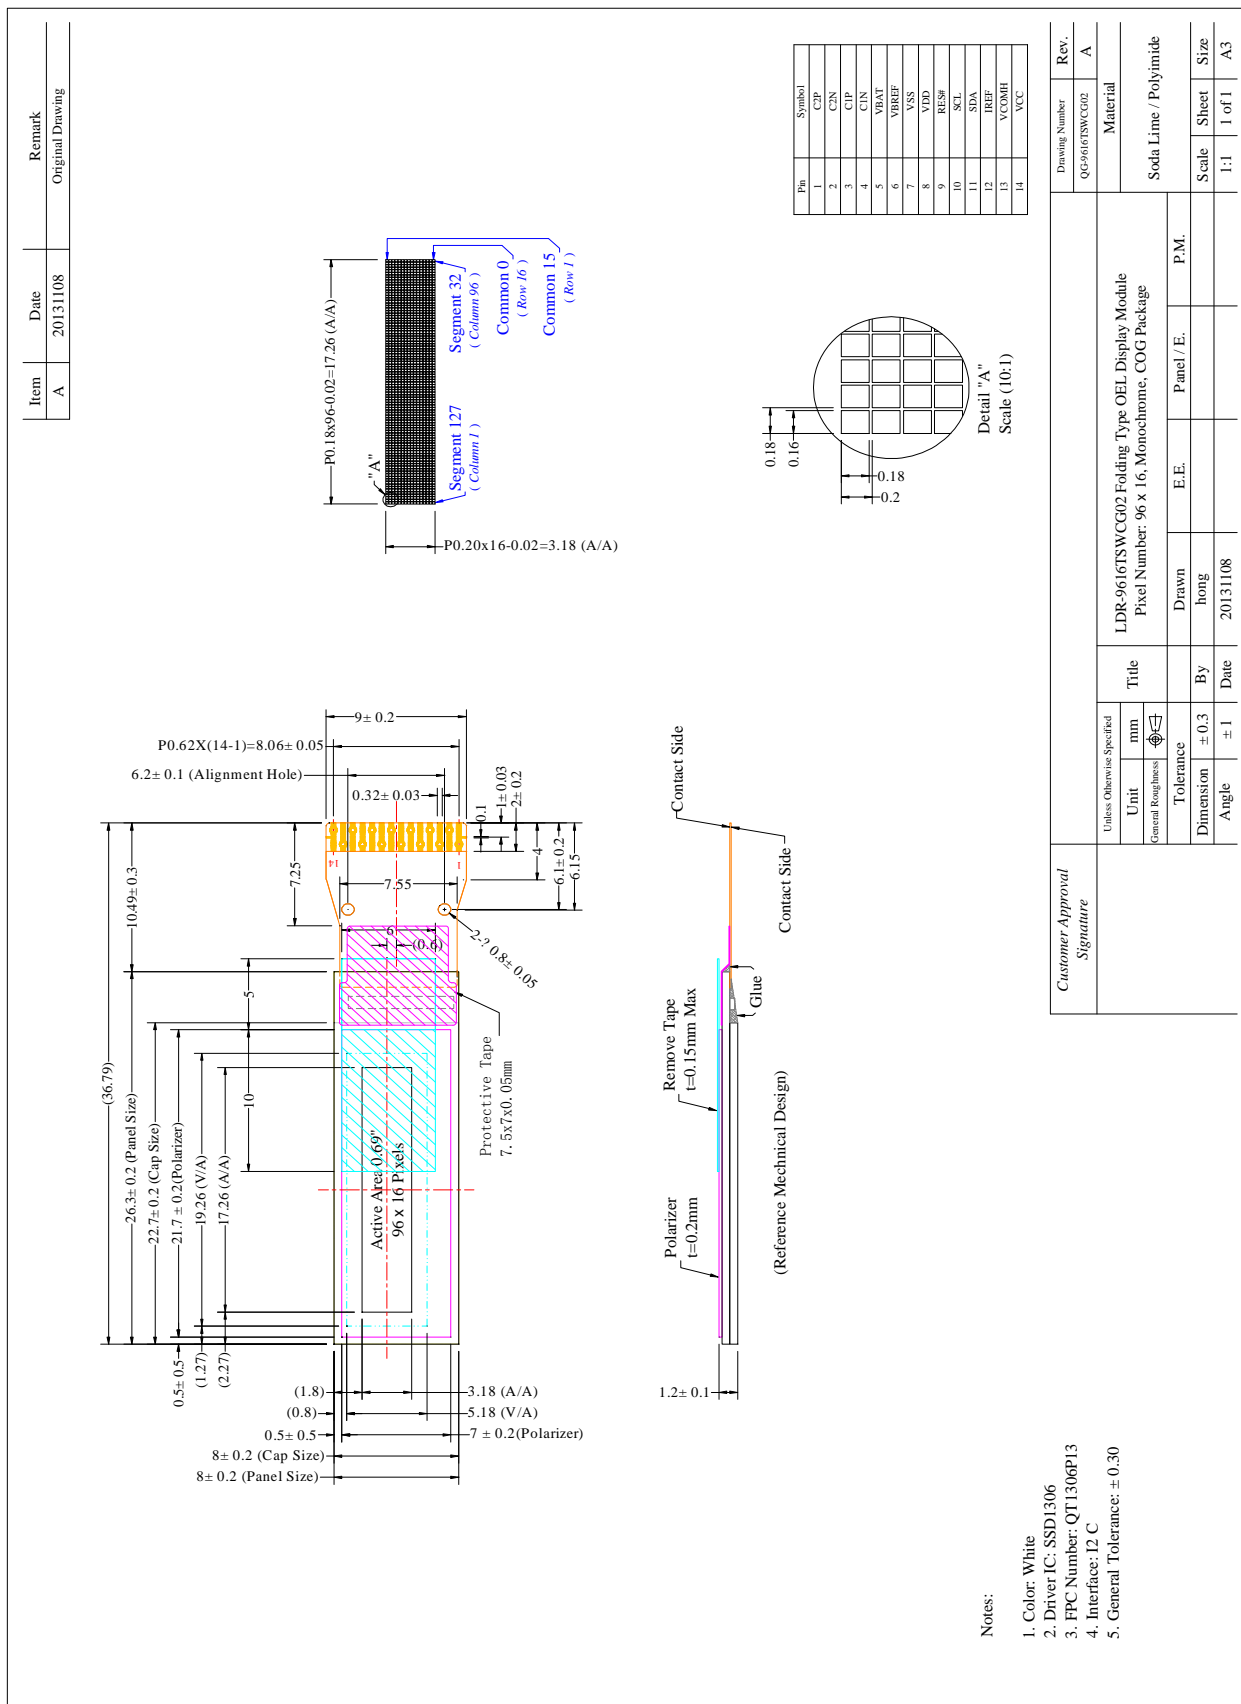 Item Date Remark
A 20131108 Original Drawing
P0.18x96-0.02=17.26 (A/A)
"A"
P0.20x16-0.02=3.18 (A/A)
Segment 127
( Column 1 )
Segment 32
( Column 96 )
Common 0
( Row 16 )
Common 15
( Row 1 )
Pin Symbol
1 C2P
2 C2N
3 C1P
4 C1N
5 VBAT
6 VBREF
7 VSS
8 VDD
9 RES#
10 SCL
11 SDA
12 IREF
13 VCOMH
14 VCC
0.18
0.16
0.18
0.2
Detail "A"
Scale (10:1)
9± 0.2
P0.62X(14-1)=8.06± 0.05
6.2± 0.1 (Alignment Hole)
0.32± 0.03
0.1
1± 0.03
2± 0.2
4
6.1± 0.2
6.15
7.25
10.49± 0.3
(36.79)
26.3± 0.2 (Panel Size)
22.7± 0.2 (Cap Size)
21.7 ± 0.2(Polarizer)
19.26 (V/A)
17.26 (A/A)
10
5
14
1
7.55
6
(0.6)
2-? 0.8± 0.05
Protective Tape
7.5x7x0.05mm
Active Area 0.69"
96 x 16 Pixels
0.5± 0.5
(1.27)
(2.27)
(1.8)
3.18 (A/A)
(0.8)
5.18 (V/A)
0.5± 0.5
7 ± 0.2(Polarizer)
8± 0.2 (Cap Size)
8± 0.2 (Panel Size)
Contact Side
Contact Side
Glue
Remove Tape
t=0.15mm Max
Polarizer
t=0.2mm
1.2± 0.1
(Reference Mechnical Design)
Notes:
1. Color: White
2. Driver IC: SSD1306
3. FPC Number: QT1306P13
4. Interface: I2 C
5. General Tolerance: ± 0.30
Customer Approval
Signature
Unless Otherwise Specified
Unit mm
General Roughness
Tolerance
Dimension ± 0.3
Angle ± 1
Title
LDR-9616TSWCG02 Folding Type OEL Display Module
Pixel Number: 96 x 16, Monochrome, COG Package
By Drawn E.E. Panel / E. P.M.
hong
Date 20131108
Drawing Number Rev.
QG-9616TSWCG02 A
Material
Soda Lime / Polyimide
Scale Sheet Size
1:1 1 of 1 A3